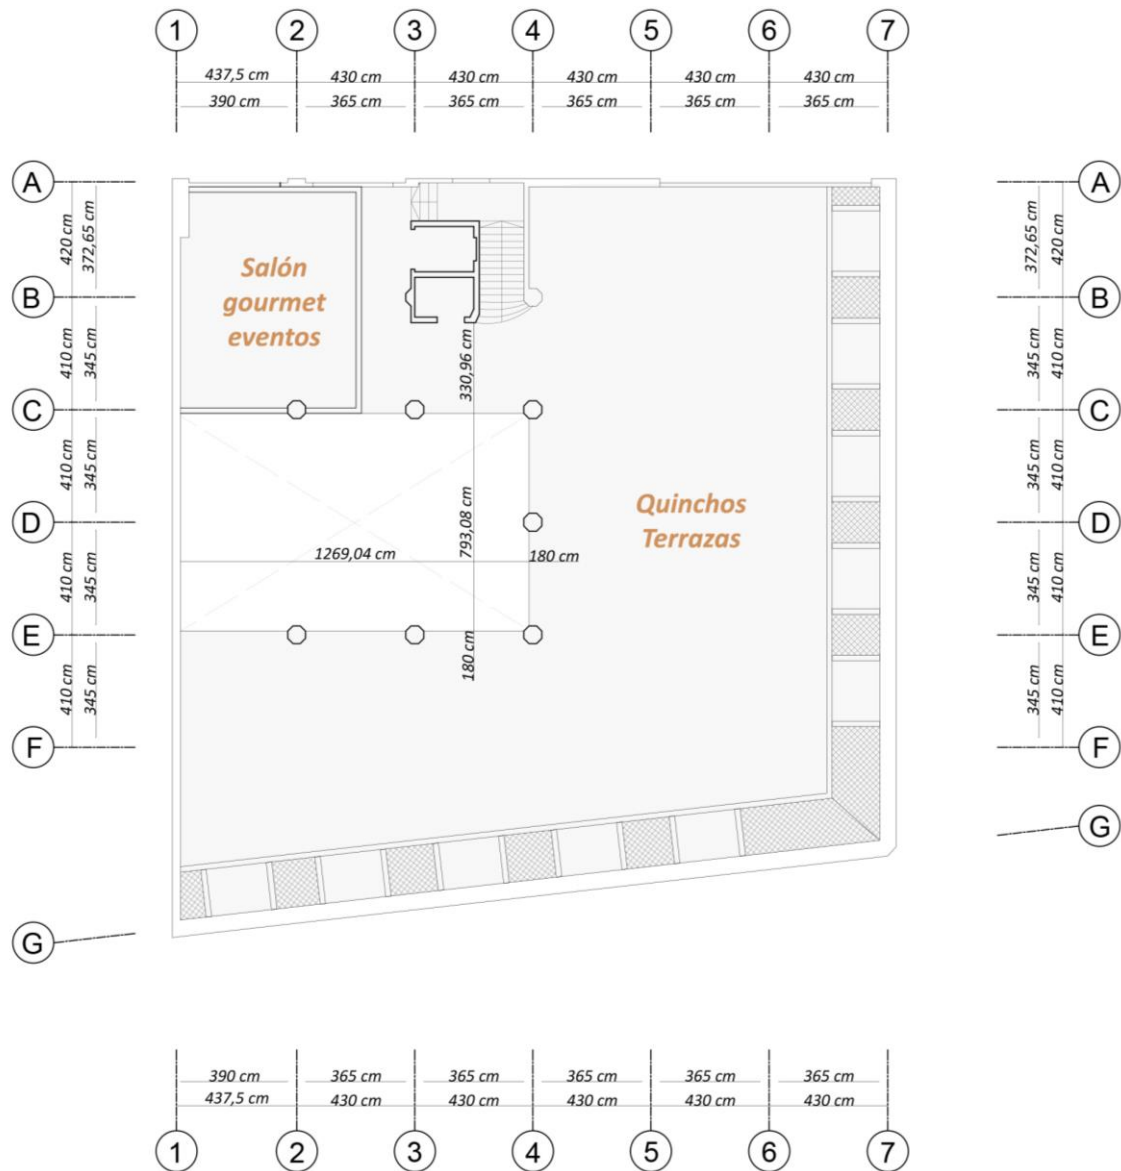 1 2 3 4 5 6 7
437,5 cm 430 cm 430 cm 430 cm 430 cm 430 cm
390 cm 365 cm 365 cm 365 cm 365 cm 365 cm
A A
420 cm 372,65 cm 372,65 cm 420 cm
Salón
gourmet
eventos
B B
410 cm 345 cm 330,96 cm 345 cm 410 cm
C C
410 cm 345 cm 793,08 cm 345 cm 410 cm
Quinchos
Terrazas
D D
1269,04 cm 180 cm
410 cm 345 cm 345 cm 410 cm
E E
410 cm 345 cm 180 cm 345 cm 410 cm
F F
G
G
390 cm 365 cm 365 cm 365 cm 365 cm 365 cm
437,5 cm 430 cm 430 cm 430 cm 430 cm 430 cm
1 2 3 4 5 6 7